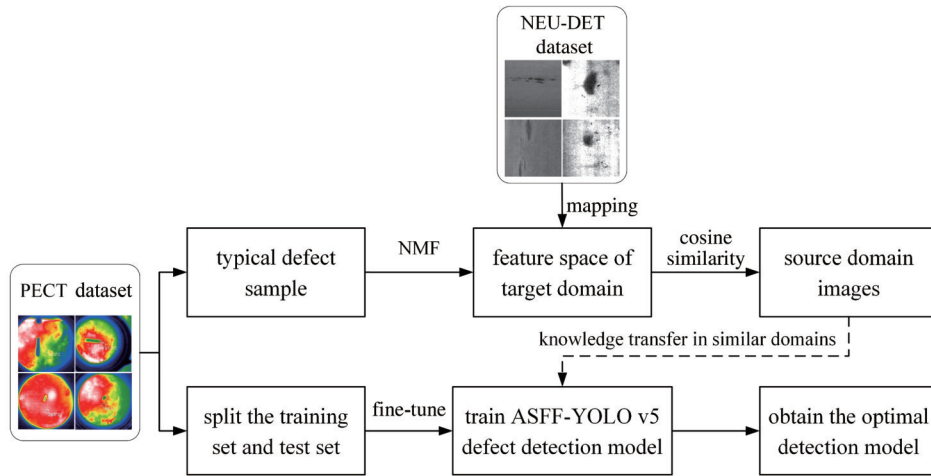 NEU-DET
dataset
mapping
PECT dataset
typical defect
sample
NMF
feature space of
target domain
cosine
similarity
source domain
images
knowledge transfer in similar domains
split the training
set and test set
fine-tune
train ASFF-YOLO v5
defect detection model
obtain the optimal
detection model